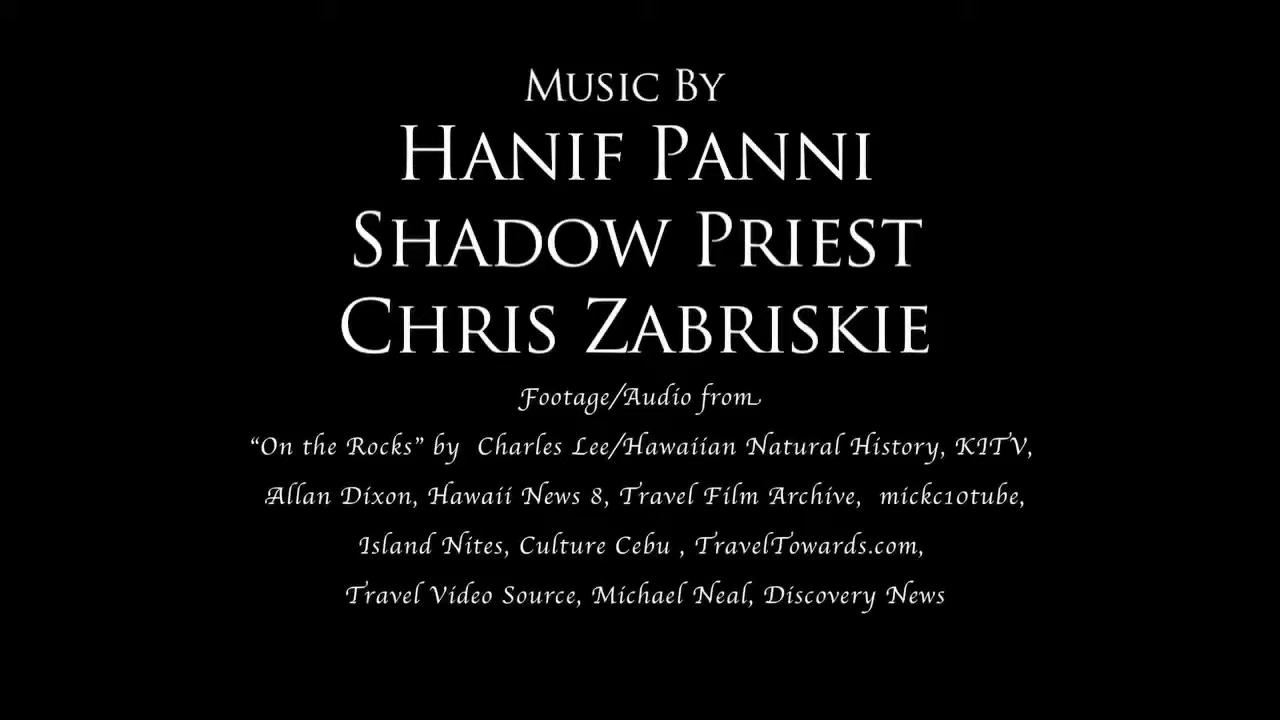 Music By
Hanif Panni
Shadow Priest
Chris Zabriskie
Footage/Audio from
“On the Rocks” by  Charles Lee/Hawaiian Natural History, KITV,
Allan Dixon, Hawaii News 8, Travel Film Archive,  mickc10tube,
Island Nites, Culture Cebu , TravelTowards.com,
Travel Video Source, Michael Neal, Discovery News